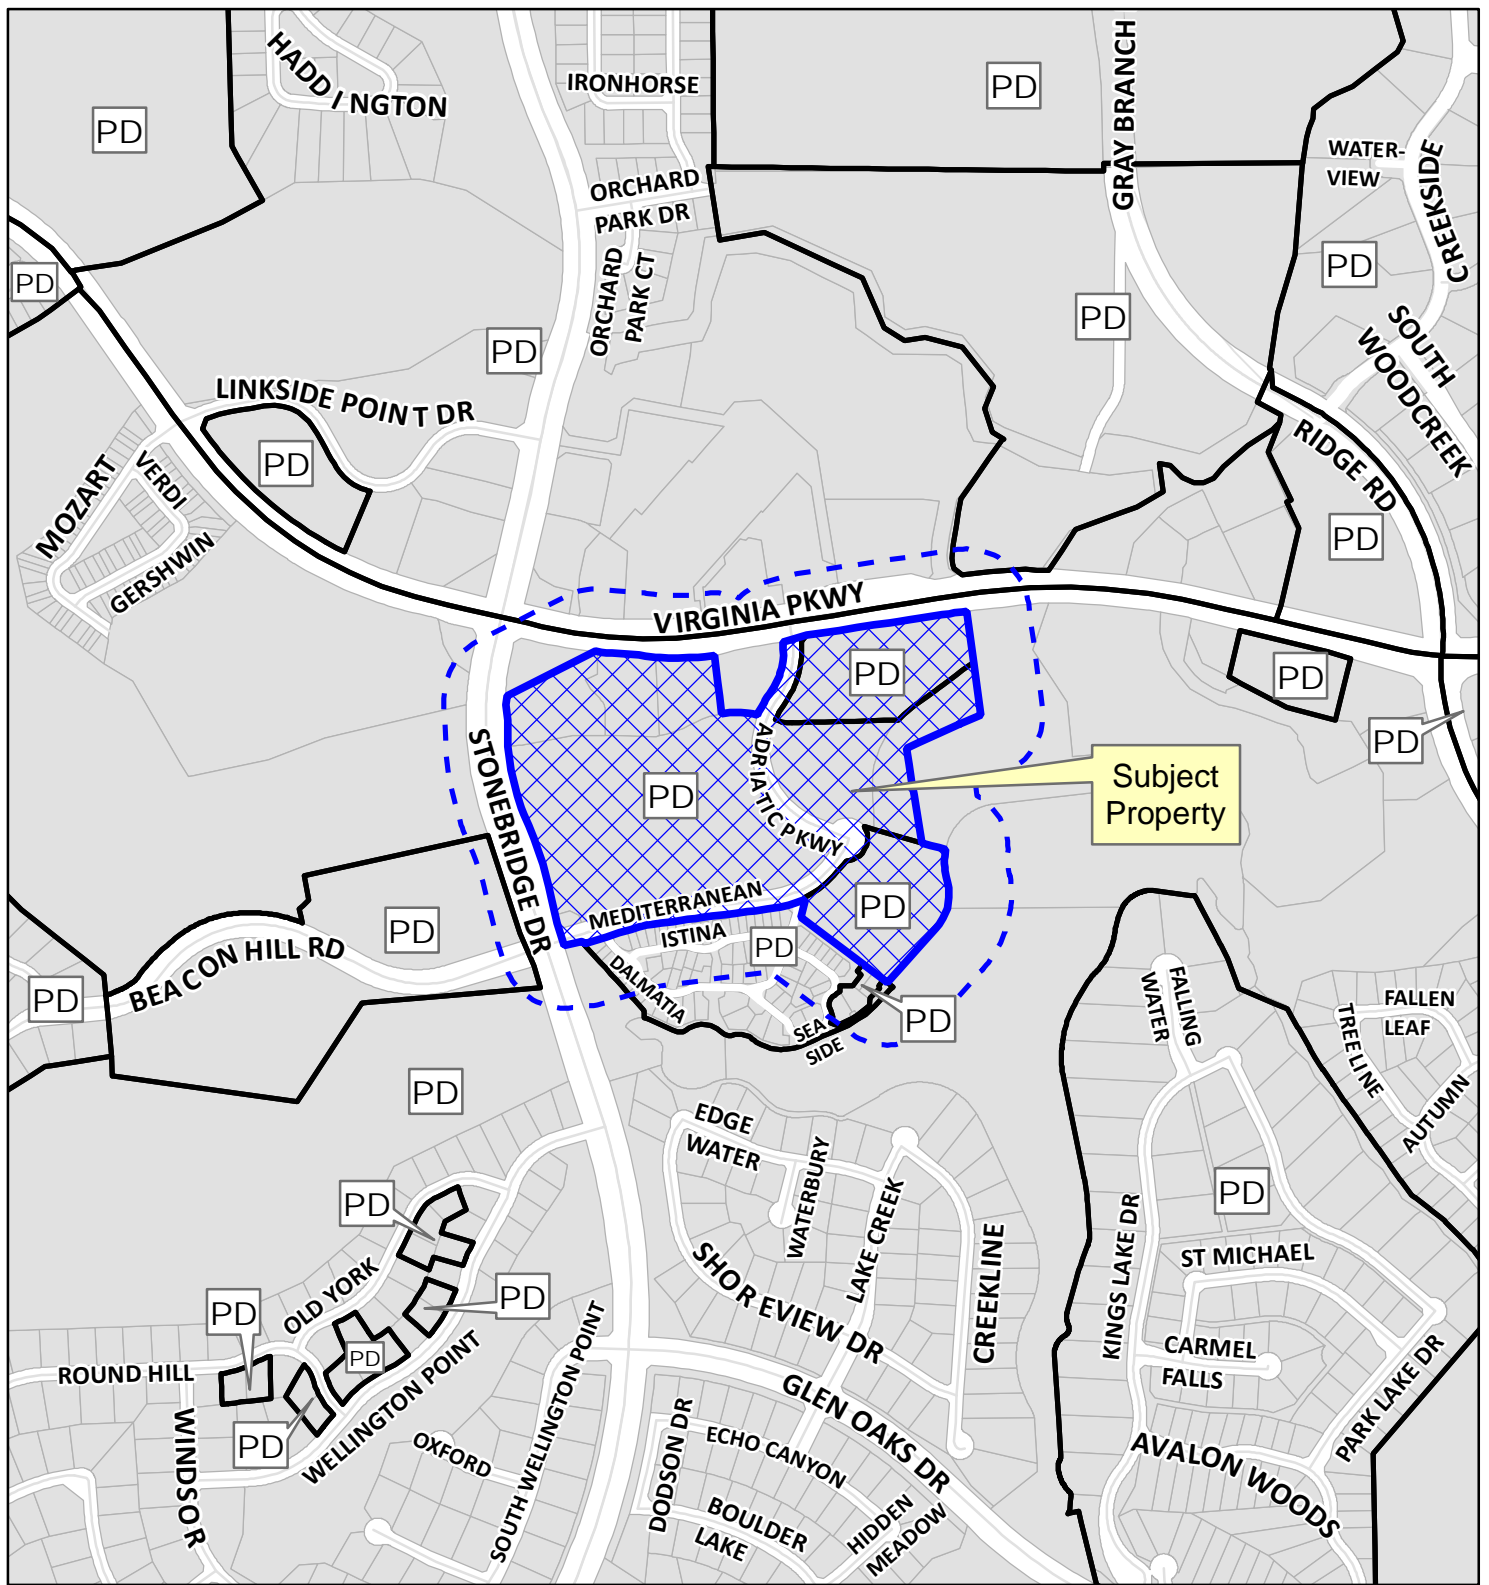 HADDINGTON
IRONHORSE
PD
PD
GRAY BRANCH
WATER-
VIEW
CREEKSIDE
ORCHARD
PARK DR
ORCHARD
PARK CT
PD
PD
PD
PD
SOUTH
WOODCREEK
LINKSIDE POINT DR
PD
RIDGE RD
MOZART
VERDI
GERSHWIN
PD
VIRGINIA PKWY
PD
PD
PD
STONEBRIDGE DR
ADRIATIC PKWY
PD
Subject
Property
MEDITERRANEAN
PD
ISTINA
PD
DALMATIA
SEA
SIDE
PD
PD
BEACON HILL RD
PD
FALLING
WATER
FALLEN
LEAF
TREELINE
AUTUMN
PD
EDGE
WATER
WATERBURY
LAKE CREEK
CREEKLINE
SHOREVIEW DR
KINGS LAKE DR
PD
ST MICHAEL
CARMEL
FALLS
PARK LAKE DR
AVALON WOODS
PD
PD
OLD YORK
PD
PD
ROUND HILL
PD
WINDSOR
WELLINGTON POINT
OXFORD
SOUTH WELLINGTON POINT
GLEN OAKS DR
DODSON DR
ECHO CANYON
BOULDER
LAKE
HIDDEN
MEADOW